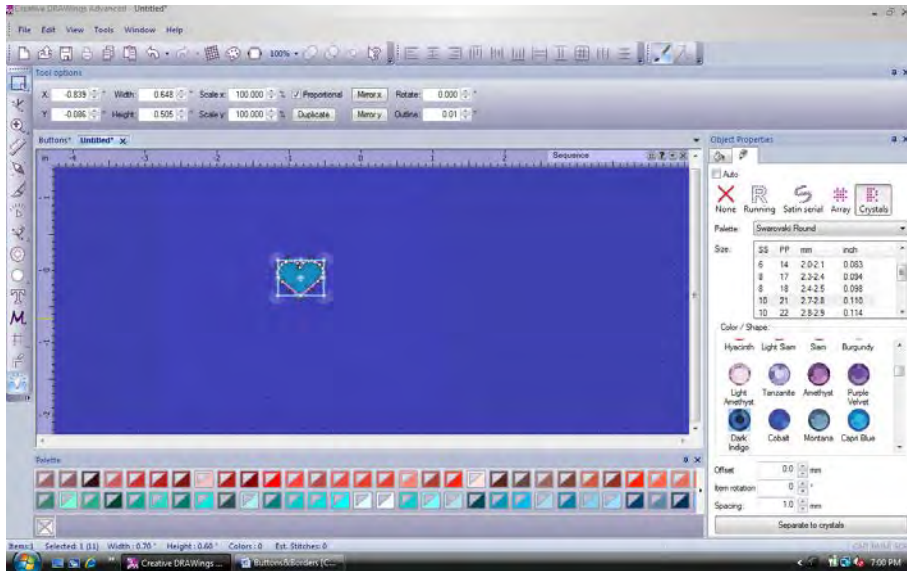 Creative DRAWings Advanced - Untitled*
File Edit View Tools Window Help
100%
Tool options
X: -0.839 " Width: 0.648 " Scale x: 100.000 % Proportional Mirror x Rotate: 0.000 °
Y: -0.086 " Height: 0.505 " Scale y: 100.000 % Duplicate Mirror y Outline: 0.01 "
Buttons* Untitled* x
Object Properties
in -4 -3 -2 -1 0 1 2 Sequence
Auto
None Running Satin serial Array Crystals
Palette: Swarovski Round
Size: SS PP mm inch
6 14 2.0-2.1 0.083
8 17 2.3-2.4 0.094
8 18 2.4-2.5 0.098
10 21 2.7-2.8 0.110
10 22 2.8-2.9 0.114
Color / Shape:
Hyacinth Light Siam Siam Burgundy
Light Amethyst Tanzanite Amethyst Purple Velvet
Dark Indigo Cobalt Montana Capri Blue
Palette
Offset 0.0 mm
Item rotation 0 °
Spacing: 1.0 mm
Separate to crystals
Items:1 Selected: 1 (11) Width : 0.70 " Height : 0.60 " Colors : 0 Est. Stitches: 0
Creative DRAWings ... Buttons&Borders [C... 7:00 PM